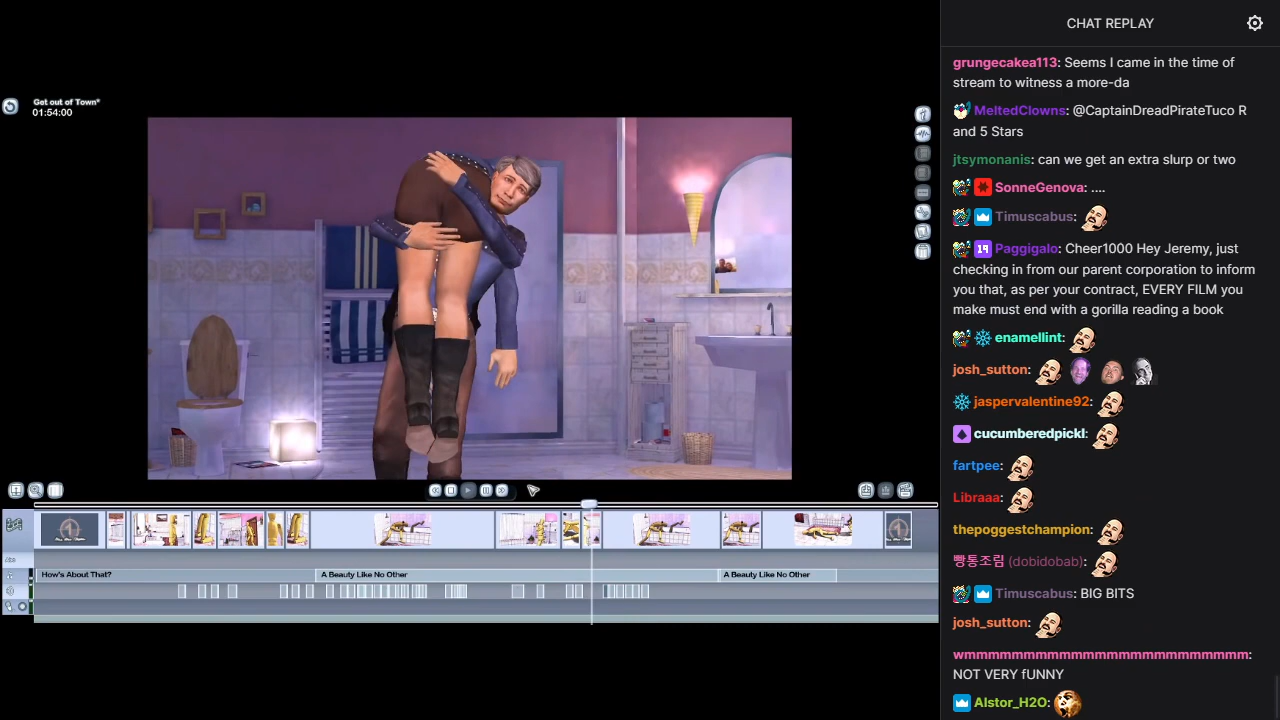 Get out of Town*
01:54:00
How's About That?
A Beauty Like No Other
A Beauty Like No Other
CHAT REPLAY
grungecakea113: Seems I came in the time of
stream to witness a more-da
MeltedClowns: @CaptainDreadPirateTuco R
and 5 Stars
jtsymonanis: can we get an extra slurp or two
SonneGenova: ....
Timuscabus:
19 Paggigalo: Cheer1000 Hey Jeremy, just
checking in from our parent corporation to inform
you that, as per your contract, EVERY FILM you
make must end with a gorilla reading a book
enamellint:
josh_sutton:
jaspervalentine92:
cucumberedpickl:
fartpee:
Libraaa:
thepoggestchampion:
빵통조림 (dobidobab):
Timuscabus: BIG BITS
josh_sutton:
wmmmmmmmmmmmmmmmmmmmmmmmm:
NOT VERY fUNNY
Alstor_H2O: